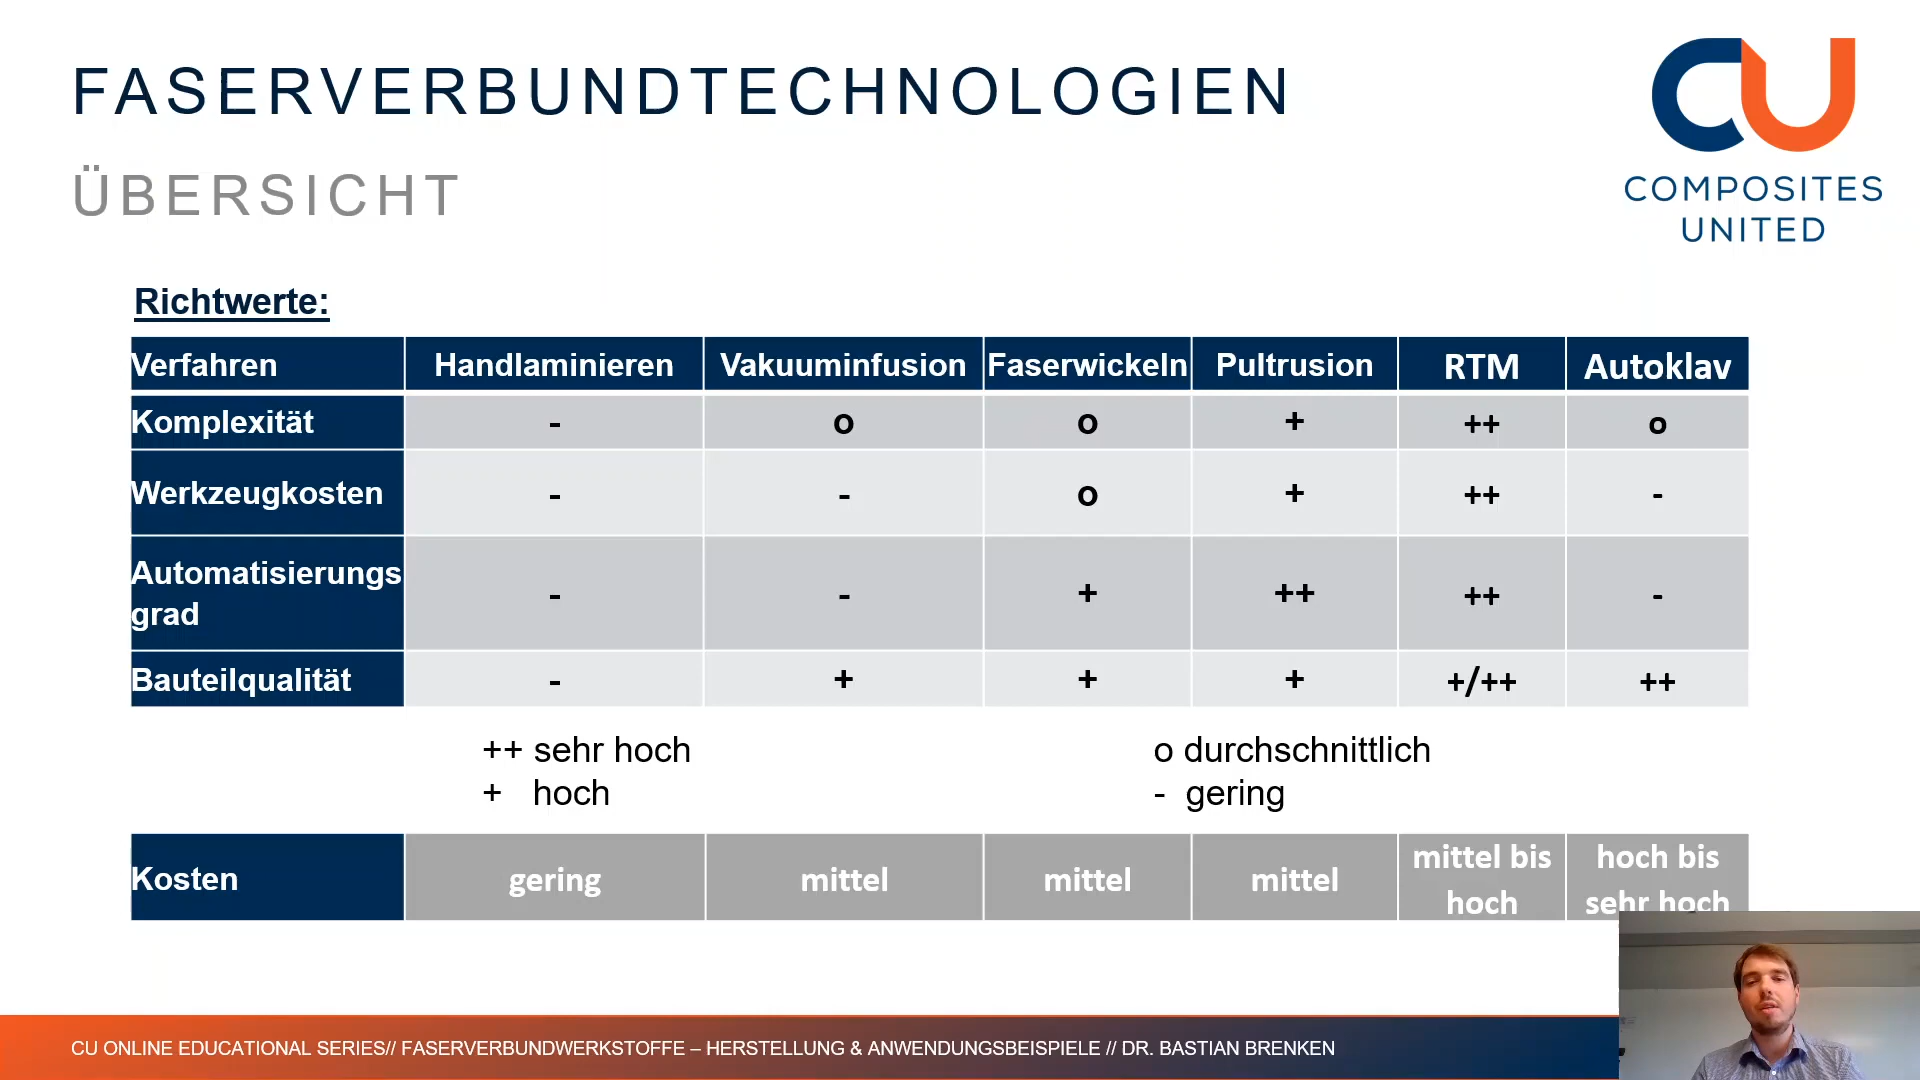 FASERVERBUNDTECHNOLOGIEN
ÜBERSICHT
CU
COMPOSITES
UNITED
Richtwerte:
Verfahren Handlaminieren Vakuuminfusion Faserwickeln Pultrusion RTM Autoklav
Komplexität - o o + ++ o
Werkzeugkosten - - o + ++ -
Automatisierungs
grad - - + ++ ++ -
Bauteilqualität - + + + +/++ ++
++ sehr hoch o durchschnittlich
+ hoch - gering
Kosten gering mittel mittel mittel mittel bis hoch hoch bis sehr hoch
CU ONLINE EDUCATIONAL SERIES// FASERVERBUNDWERKSTOFFE – HERSTELLUNG & ANWENDUNGSBEISPIELE // DR. BASTIAN BRENKEN